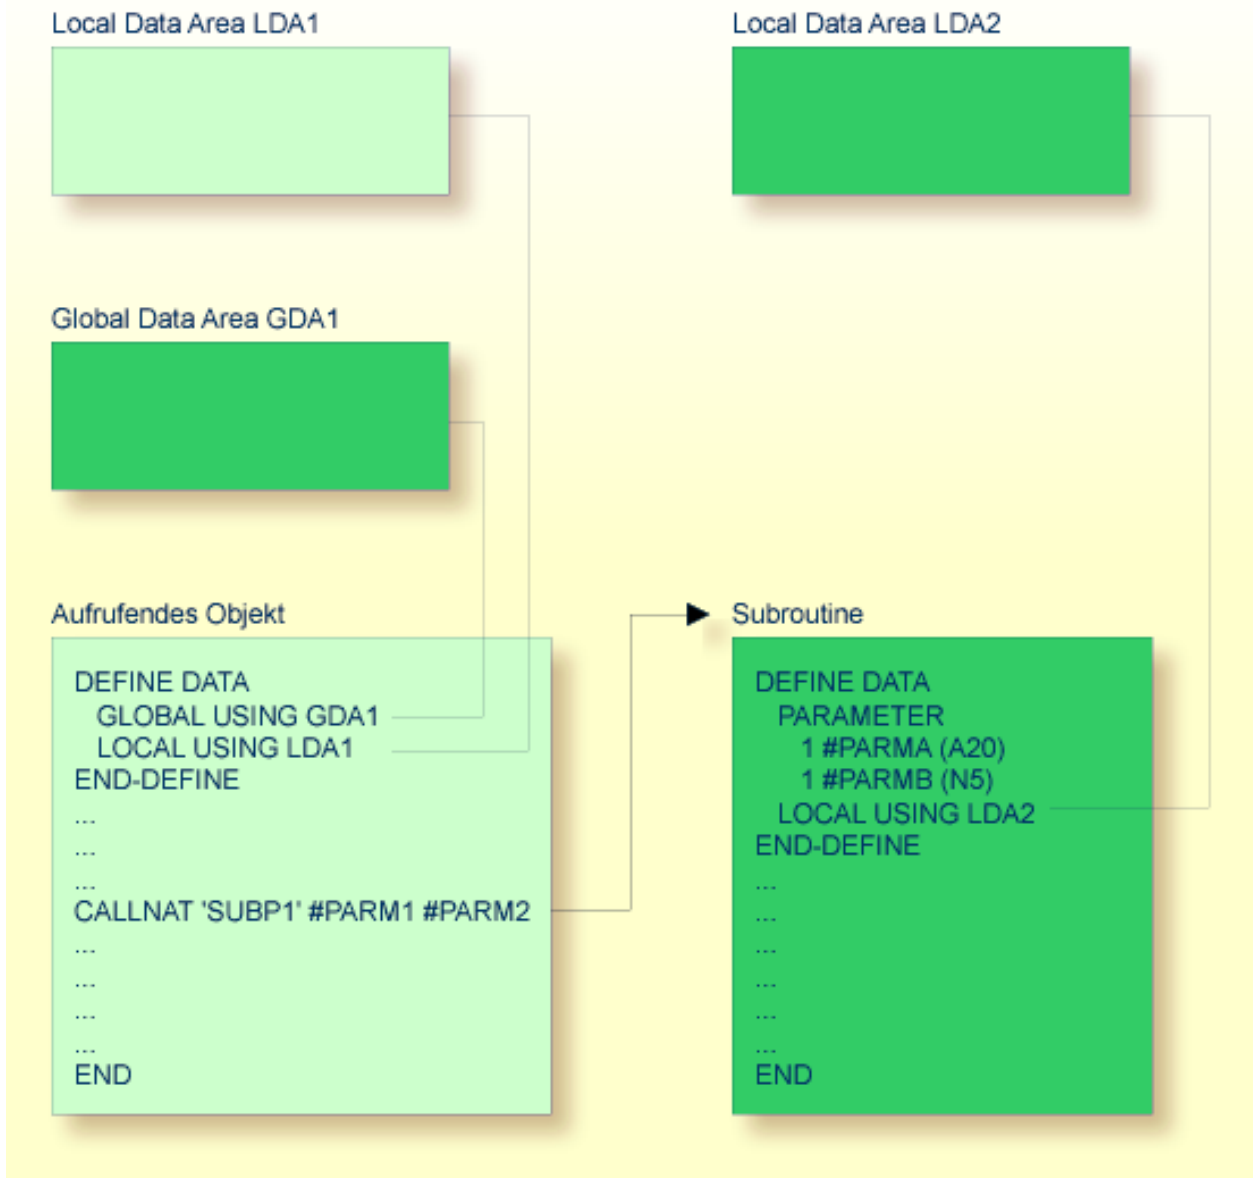 Local Data Area LDA1
Local Data Area LDA2
Global Data Area GDA1
Aufrufendes Objekt
DEFINE DATA
GLOBAL USING GDA1
LOCAL USING LDA1
END-DEFINE
...
...
...
CALLNAT 'SUBP1' #PARM1 #PARM2
...
...
...
...
END
Subroutine
DEFINE DATA
PARAMETER
1 #PARMA (A20)
1 #PARMB (N5)
LOCAL USING LDA2
END-DEFINE
...
...
...
...
...
...
END